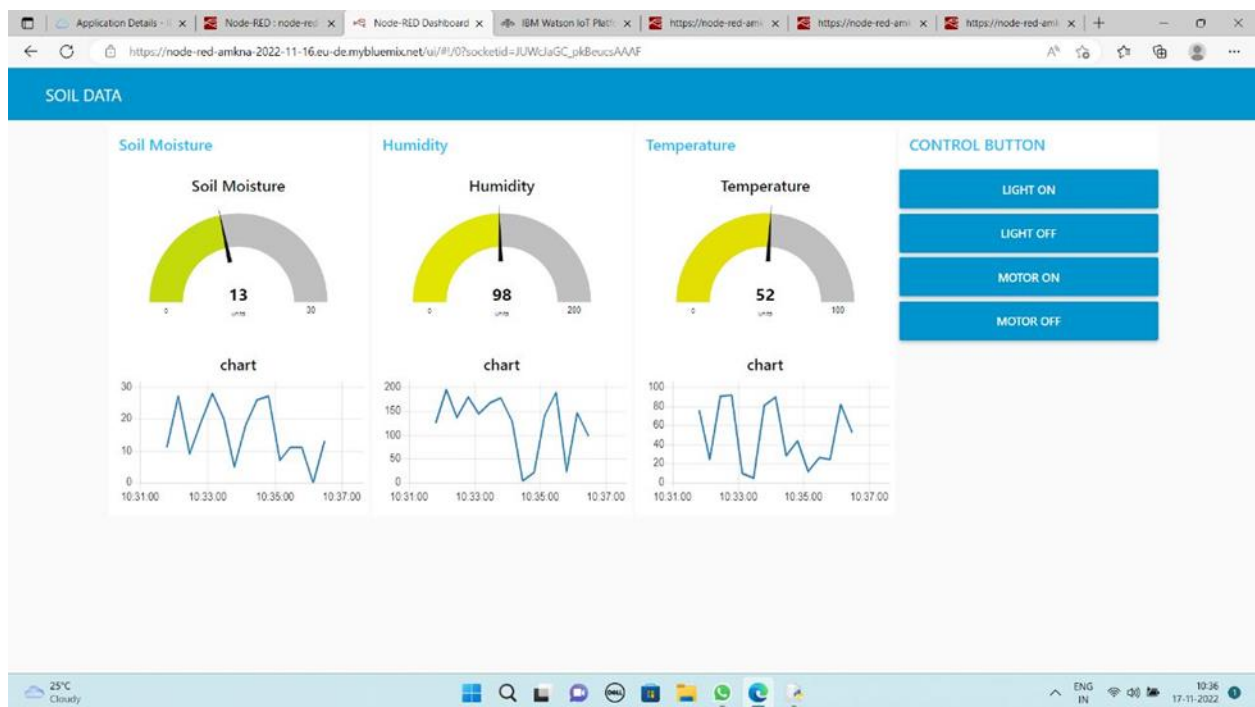 Application Details - I
Node-RED : node-red
Node-RED Dashboard
IBM Watson IoT Platf
https://node-red-amk
https://node-red-am
https://node-red-amk
https://node-red-amkna-2022-11-16.eu-de.mybluemix.net/ui/#!/0?socketid=JUWcJaGC_pkBeucsAAAF
SOIL DATA
Soil Moisture
Soil Moisture
13
units
0
30
chart
30
20
10
0
10:31:00 10:33:00 10:35:00 10:37:00
Humidity
Humidity
98
units
0
200
chart
200
150
100
50
0
10:31:00 10:33:00 10:35:00 10:37:00
Temperature
Temperature
52
units
0
100
chart
100
80
60
40
20
0
10:31:00 10:33:00 10:35:00 10:37:00
CONTROL BUTTON
LIGHT ON
LIGHT OFF
MOTOR ON
MOTOR OFF
25°C
Cloudy
DELL
ENG
IN
10:36
17-11-2022
1